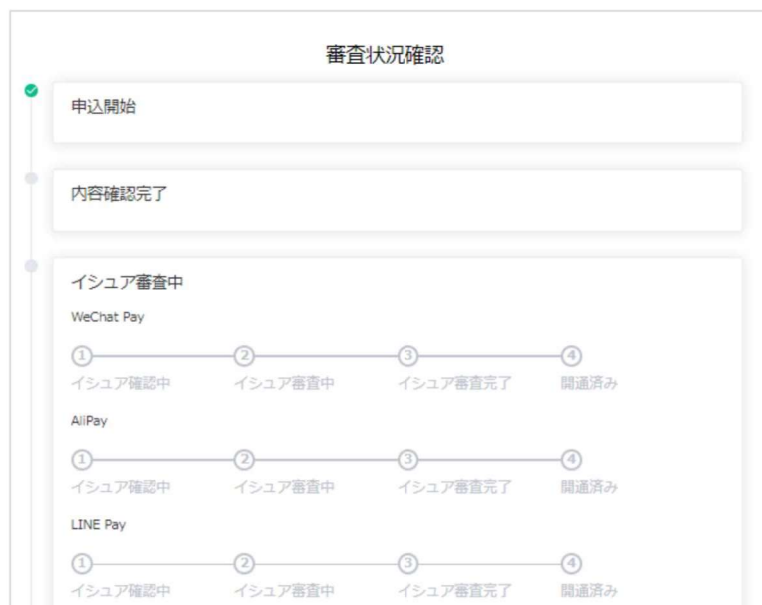 審査状況確認
申込開始
内容確認完了
イシュア審査中
WeChat Pay
① ② ③ ④
イシュア確認中 イシュア審査中 イシュア審査完了 開通済み
AliPay
① ② ③ ④
イシュア確認中 イシュア審査中 イシュア審査完了 開通済み
LINE Pay
① ② ③ ④
イシュア確認中 イシュア審査中 イシュア審査完了 開通済み